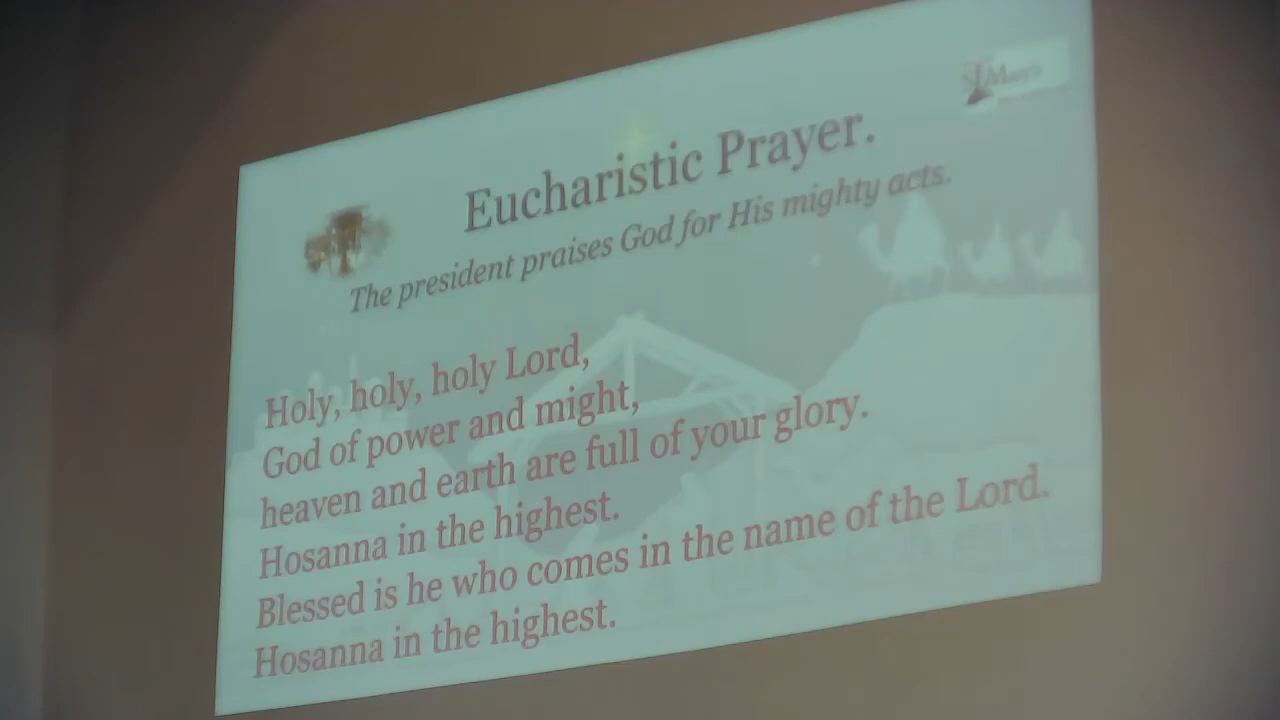 Eucharistic Prayer.
The president praises God for His mighty acts.
Holy, holy, holy Lord,
God of power and might,
heaven and earth are full of your glory.
Hosanna in the highest.
Blessed is he who comes in the name of the Lord.
Hosanna in the highest.